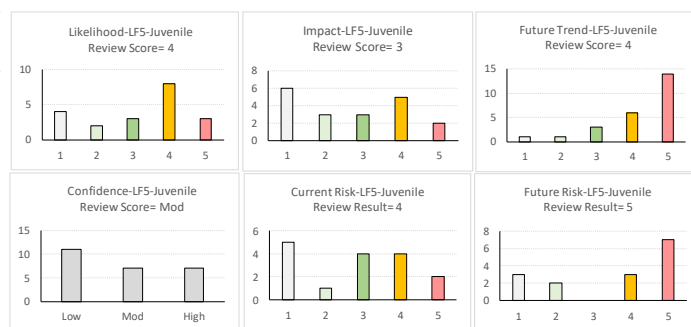 Likelihood-LF5-Juvenile
Review Score= 4
10
5
0
1 2 3 4 5
Impact-LF5-Juvenile
Review Score= 3
8
6
4
2
0
1 2 3 4 5
Future Trend-LF5-Juvenile
Review Score= 4
15
10
5
0
1 2 3 4 5
Confidence-LF5-Juvenile
Review Score= Mod
15
10
5
0
Low Mod High
Current Risk-LF5-Juvenile
Review Result= 4
6
4
2
0
1 2 3 4 5
Future Risk-LF5-Juvenile
Review Result= 5
8
6
4
2
0
1 2 3 4 5